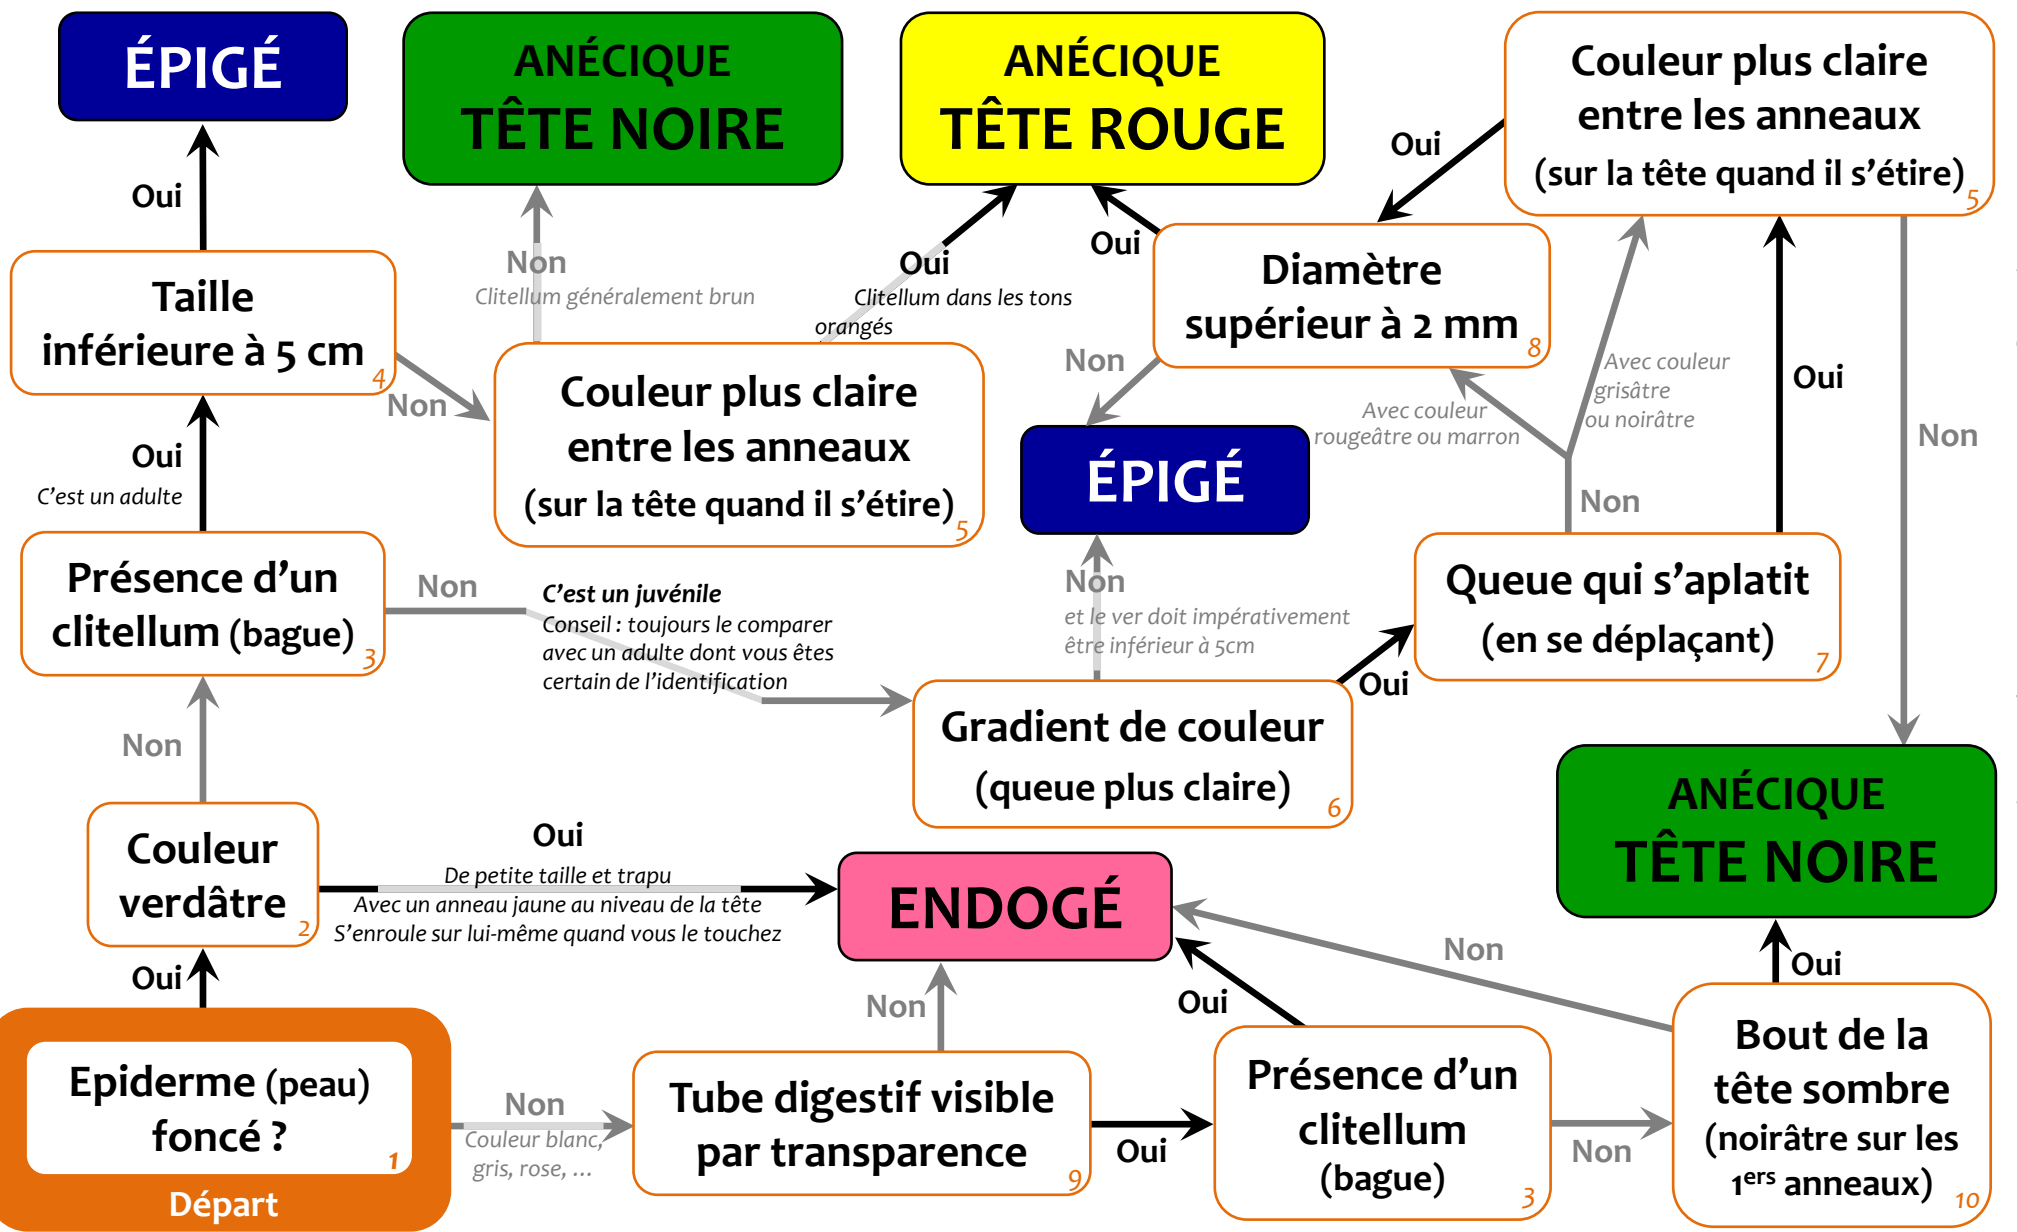 ÉPIGÉ
ANÉCIQUE
TÊTE NOIRE
ANÉCIQUE
TÊTE ROUGE
Couleur plus claire
entre les anneaux
(sur la tête quand il s'étire)
5
Oui
Oui
Non
Clitellum généralement brun
Oui
Clitellum dans les tons
orangés
Oui
Taille
inférieure à 5 cm
4
Non
Diamètre
supérieur à 2 mm
8
Non
Avec couleur
grisâtre
ou noirâtre
Avec couleur
rougeâtre ou marron
Oui
Non
Couleur plus claire
entre les anneaux
(sur la tête quand il s'étire)
5
Oui
C'est un adulte
ÉPIGÉ
Non
Présence d'un
clitellum (bague)
3
Non
C'est un juvénile
Conseil : toujours le comparer
avec un adulte dont vous êtes
certain de l'identification
Non
et le ver doit impérativement
être inférieur à 5cm
Queue qui s'aplatit
(en se déplaçant)
7
Oui
Non
Gradient de couleur
(queue plus claire)
6
ANÉCIQUE
TÊTE NOIRE
Couleur
verdâtre
2
Oui
De petite taille et trapu
Avec un anneau jaune au niveau de la tête
S'enroule sur lui-même quand vous le touchez
ENDOGÉ
Oui
Non
Oui
Non
Oui
Epiderme (peau)
foncé ?
1
Départ
Non
Couleur blanc,
gris, rose, ...
Tube digestif visible
par transparence
9
Oui
Présence d'un
clitellum
(bague)
3
Non
Bout de la
tête sombre
(noirâtre sur les
1ers anneaux)
10